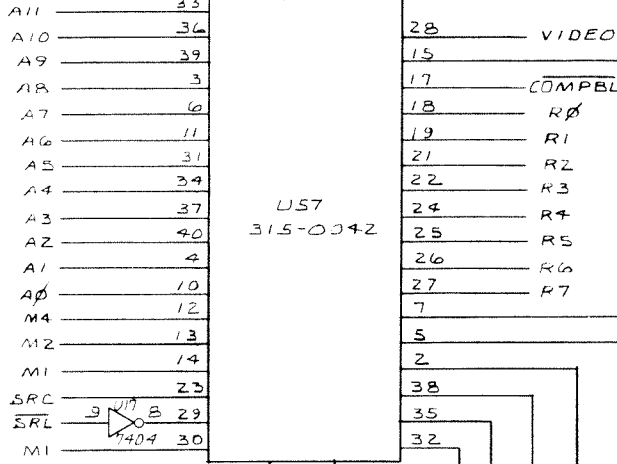 A11 33
A10 36 28 VIDEO
A9 39 15
A8 3 17 COMPBL
A7 6 18 RØ
A6 11 19 R1
A5 31 21 R2
A4 34 22 R3
A3 37 U57 24 R4
A2 40 315-0042 25 R5
A1 4 26 R6
AØ 10 27 R7
M4 12 7
M2 13 5
M1 14 2
SRC 23 38
SRL 9 U17 8 29 35
7404
M1 30 32